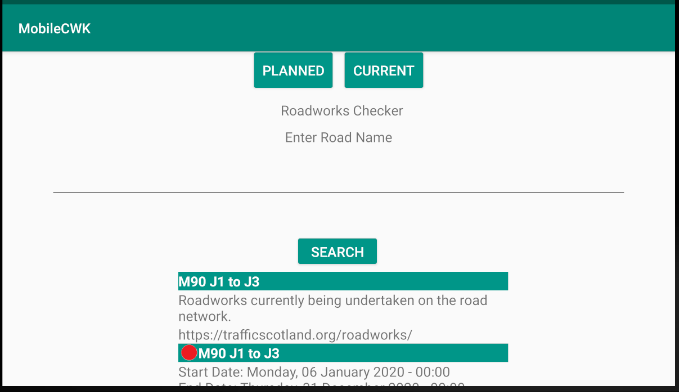 MobileCWK
PLANNED CURRENT
Roadworks Checker
Enter Road Name
SEARCH
M90 J1 to J3
Roadworks currently being undertaken on the road
network.
https://trafficscotland.org/roadworks/
M90 J1 to J3
Start Date: Monday, 06 January 2020 - 00:00
End Date: Thursday, 31 December 2020 - 00:00